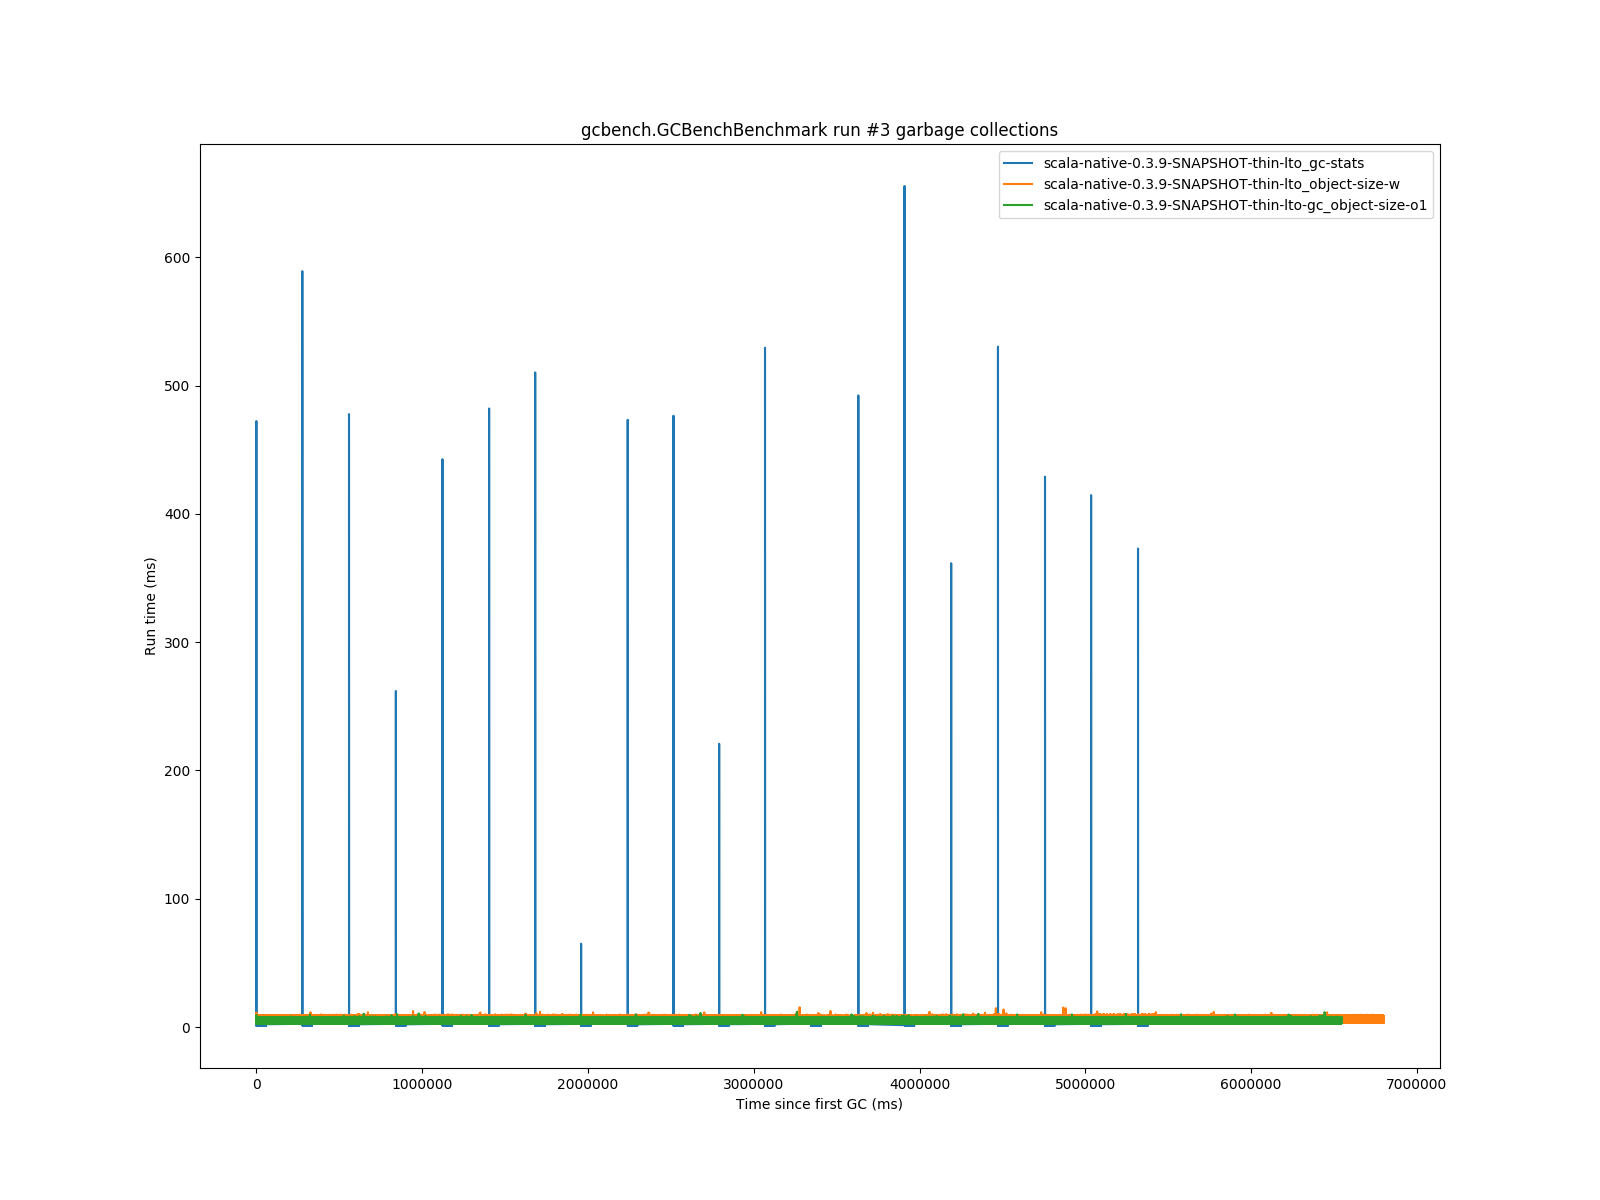 gcbench.GCBenchBenchmark run #3 garbage collections
scala-native-0.3.9-SNAPSHOT-thin-lto_gc-stats
scala-native-0.3.9-SNAPSHOT-thin-lto_object-size-w
scala-native-0.3.9-SNAPSHOT-thin-lto-gc_object-size-o1
Run time (ms)
600
500
400
300
200
100
0
0 1000000 2000000 3000000 4000000 5000000 6000000 7000000
Time since first GC (ms)